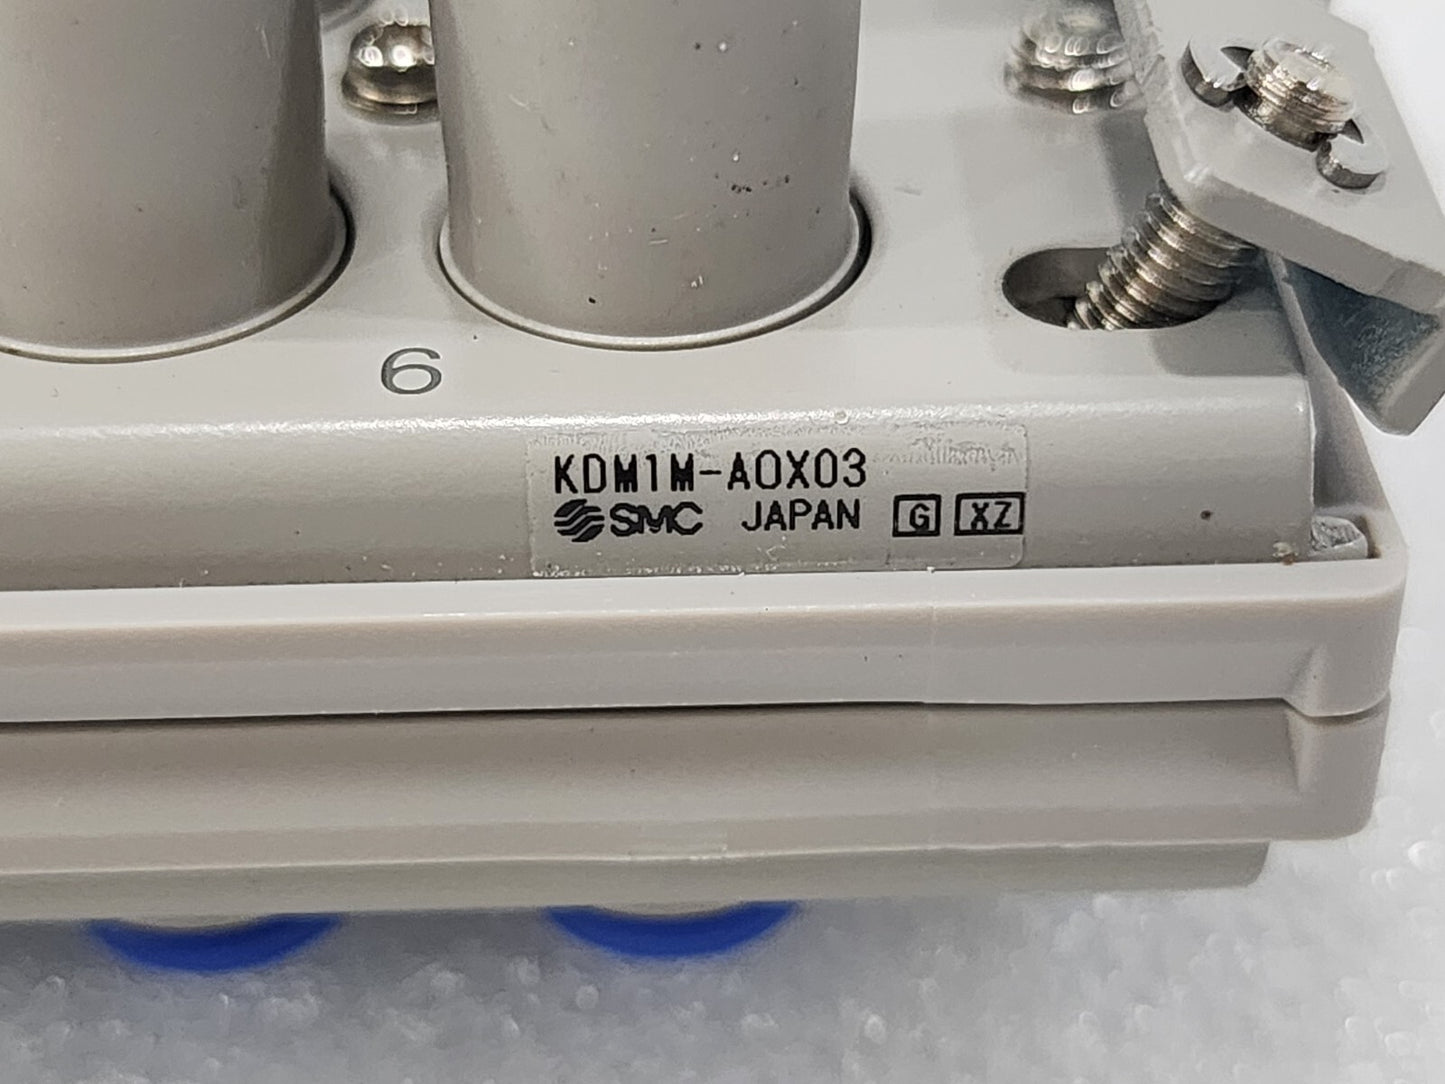 6
KDM1M-A0X03
SMC JAPAN G XZ